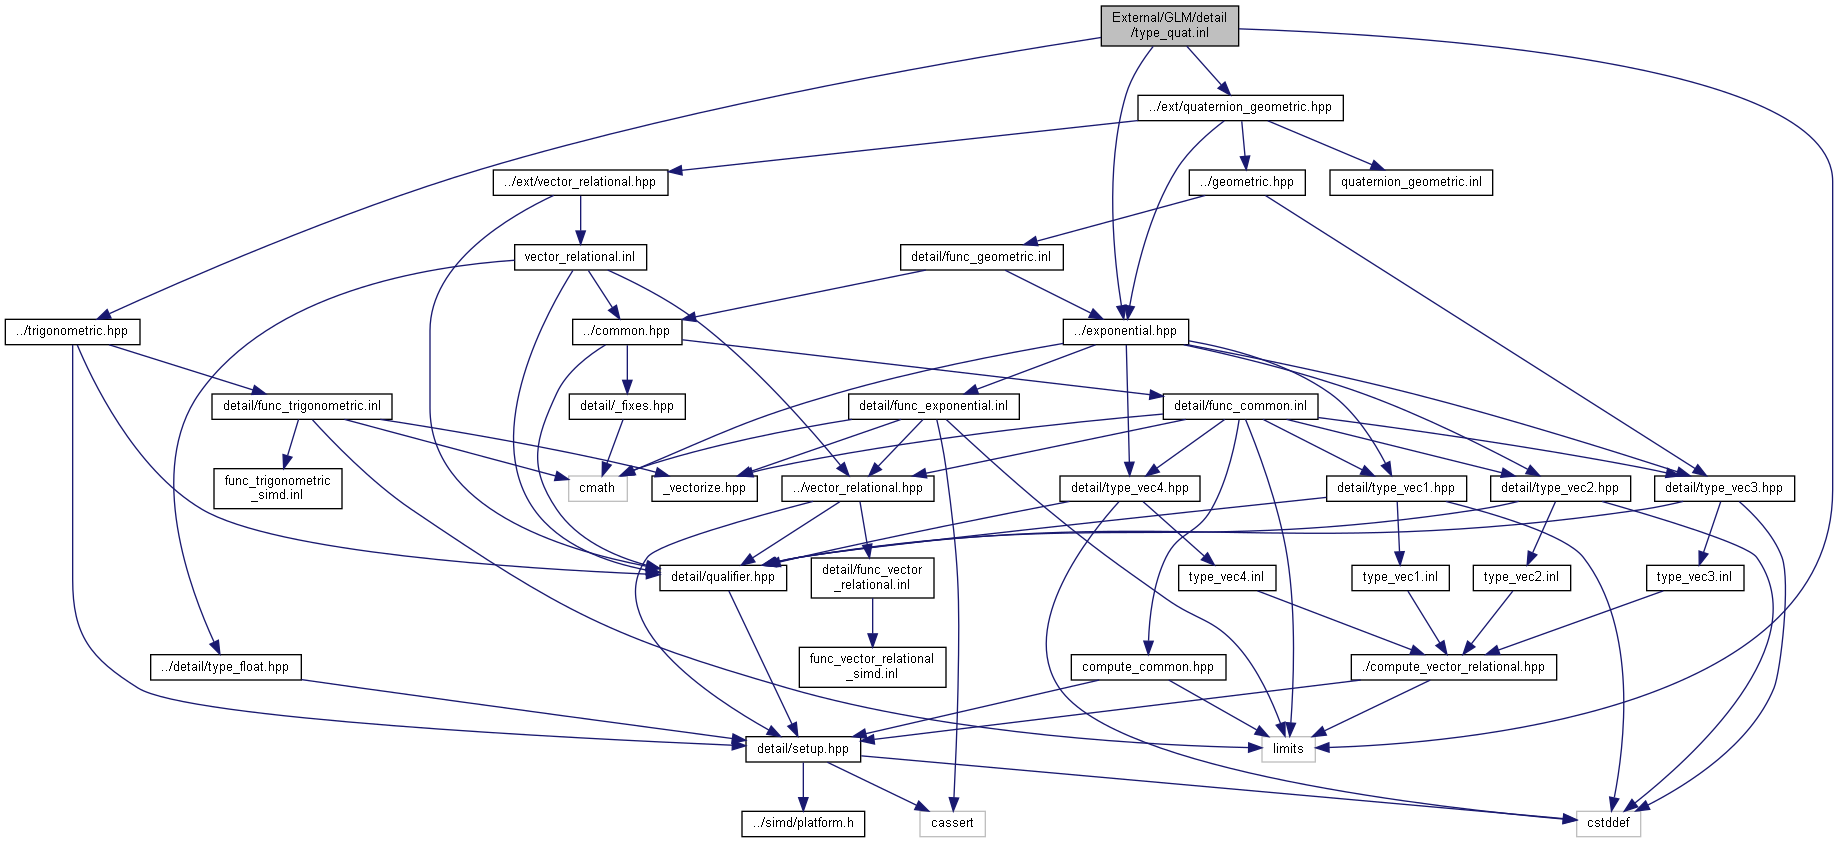 External/GLM/detail
/type_quat.inl
../ext/quaternion_geometric.hpp
../ext/vector_relational.hpp
../geometric.hpp
quaternion_geometric.inl
vector_relational.inl
detail/func_geometric.inl
../trigonometric.hpp
../common.hpp
../exponential.hpp
detail/func_trigonometric.inl
detail/_fixes.hpp
detail/func_exponential.inl
detail/func_common.inl
func_trigonometric
_simd.inl
cmath
_vectorize.hpp
../vector_relational.hpp
detail/type_vec4.hpp
detail/type_vec1.hpp
detail/type_vec2.hpp
detail/type_vec3.hpp
detail/qualifier.hpp
detail/func_vector
_relational.inl
type_vec4.inl
type_vec1.inl
type_vec2.inl
type_vec3.inl
../detail/type_float.hpp
func_vector_relational
_simd.inl
compute_common.hpp
./compute_vector_relational.hpp
detail/setup.hpp
limits
../simd/platform.h
cassert
cstddef